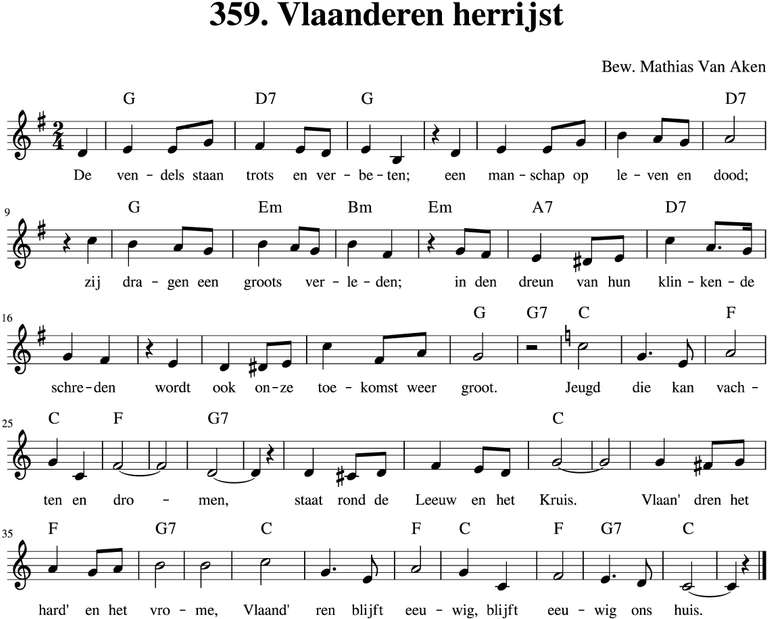 359. Vlaanderen herrijst
Bew. Mathias Van Aken
G D7 G D7
De ven - dels staan trots en ver - be - ten; een man - schap op le - ven en dood;
9
G Em Bm Em A7 D7
zij dra - gen een groots ver - le - den; in den dreun van hun klin - ken - de
16
G G7 C F
schre - den wordt ook on - ze toe - komst weer groot. Jeugd die kan vach -
25
C F G7 C
ten en dro - men, staat rond de Leeuw en het Kruis. Vlaan' dren het
35
F G7 C F C F G7 C
hard' en het vro - me, Vlaand' ren blijft eeu - wig, blijft eeu - wig ons huis.